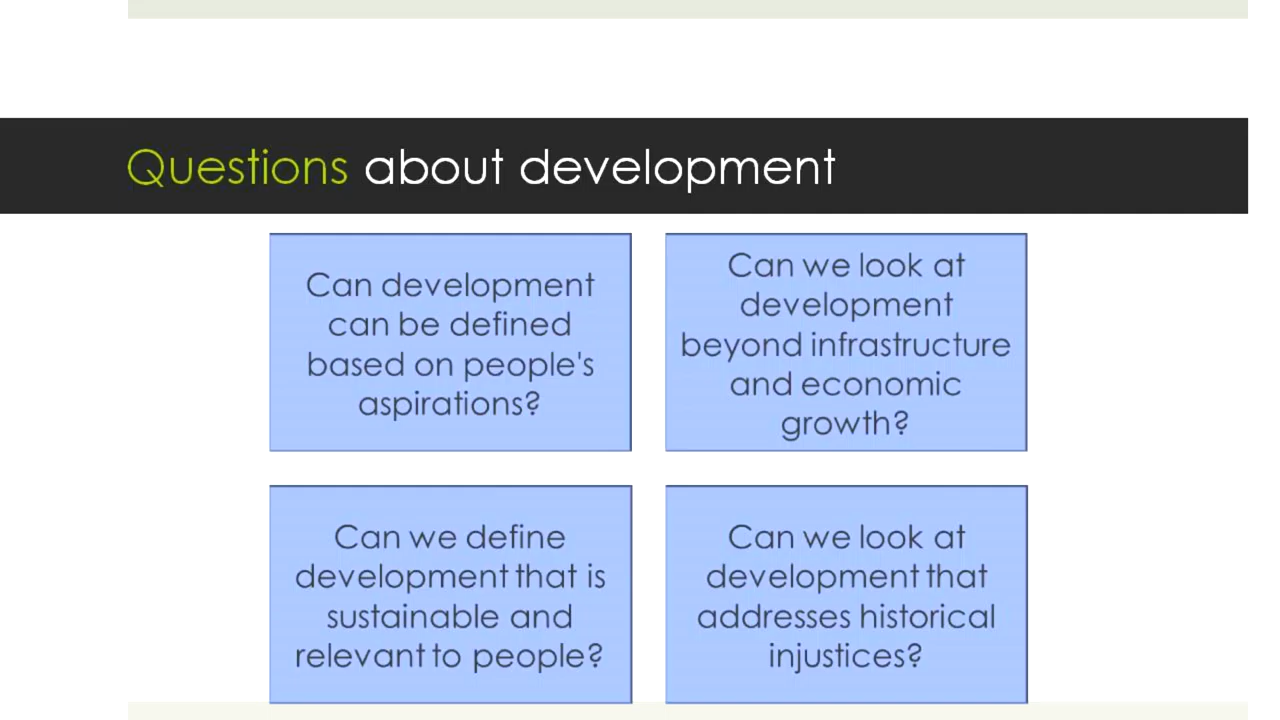 Questions about development
Can development
can be defined
based on people's
aspirations?
Can we look at
development
beyond infrastructure
and economic
growth?
Can we define
development that is
sustainable and
relevant to people?
Can we look at
development that
addresses historical
injustices?